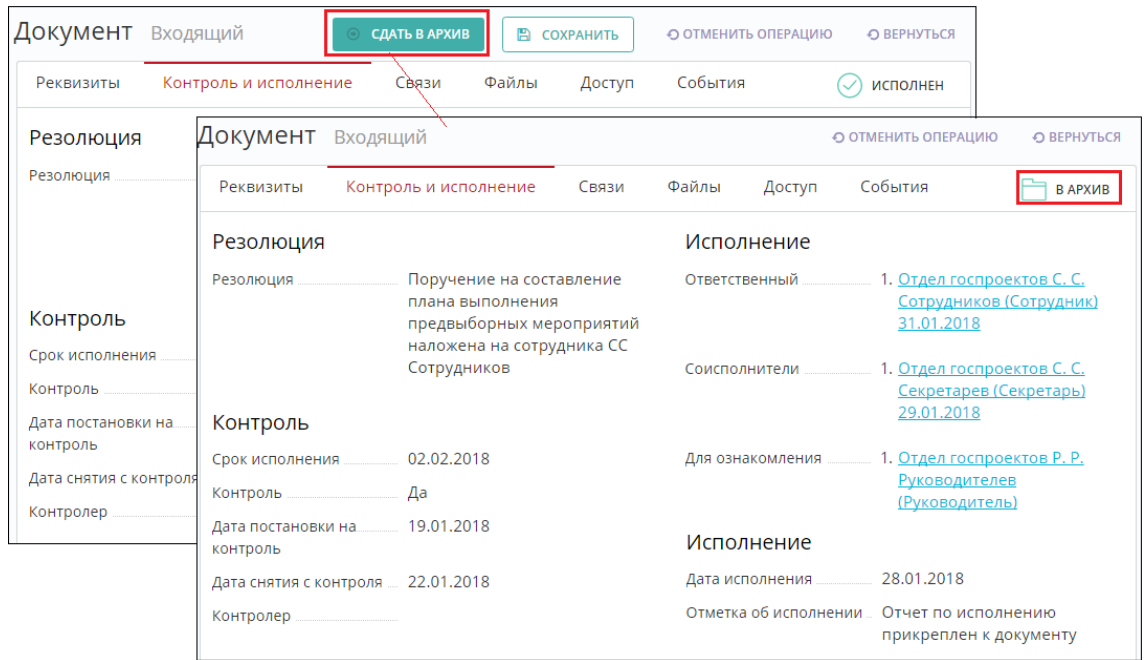 Документ Входящий
СДАТЬ В АРХИВ
СОХРАНИТЬ
ОТМЕНИТЬ ОПЕРАЦИЮ
ВЕРНУТЬСЯ
Реквизиты
Контроль и исполнение
Связи
Файлы
Доступ
События
ИСПОЛНЕН
Резолюция
Резолюция
Контроль
Срок исполнения
Контроль
Дата постановки на
контроль
Дата снятия с контроля
Контролер
Документ Входящий
ОТМЕНИТЬ ОПЕРАЦИЮ
ВЕРНУТЬСЯ
Реквизиты
Контроль и исполнение
Связи
Файлы
Доступ
События
В АРХИВ
Резолюция
Резолюция
Поручение на составление
плана выполнения
предвыборных мероприятий
наложена на сотрудника СС
Сотрудников
Контроль
Срок исполнения 02.02.2018
Контроль Да
Дата постановки на 19.01.2018
контроль
Дата снятия с контроля 22.01.2018
Контролер
Исполнение
Ответственный 1. Отдел госпроектов С. С.
Сотрудников (Сотрудник)
31.01.2018
Соисполнители 1. Отдел госпроектов С. С.
Секретарев (Секретарь)
29.01.2018
Для ознакомления 1. Отдел госпроектов Р. Р.
Руководителев
(Руководитель)
Исполнение
Дата исполнения 28.01.2018
Отметка об исполнении Отчет по исполнению
прикреплен к документу